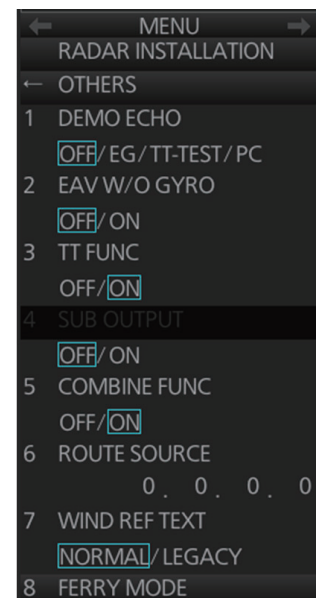 ← MENU →
RADAR INSTALLATION
← OTHERS
1 DEMO ECHO
OFF/EG/TT-TEST/PC
2 EAV W/O GYRO
OFF/ON
3 TT FUNC
OFF/ON
4 SUB OUTPUT
OFF/ON
5 COMBINE FUNC
OFF/ON
6 ROUTE SOURCE
0. 0. 0. 0
7 WIND REF TEXT
NORMAL/LEGACY
8 FERRY MODE